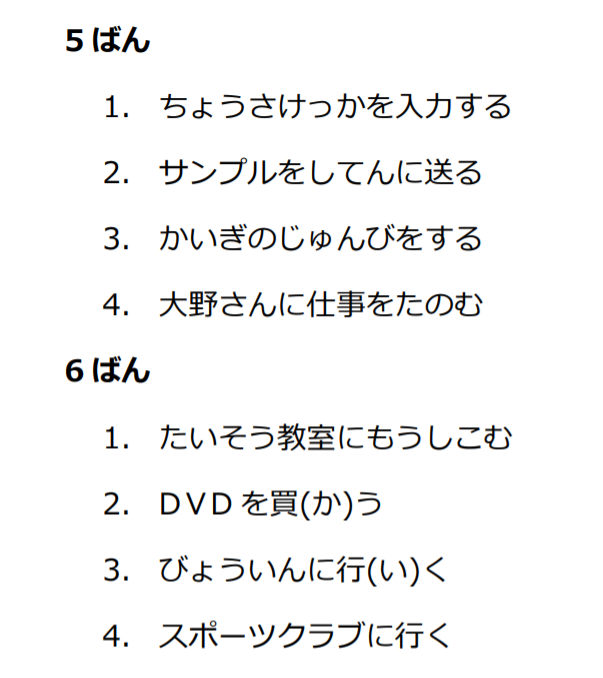 5ばん
1. ちょうさけっかを入力する
2. サンプルをしてんに送る
3. かいぎのじゅんびをする
4. 大野さんに仕事をたのむ
6ばん
1. たいそう教室にもうしこむ
2. DVDを買(か)う
3. びょういんに行(い)く
4. スポーツクラブに行く